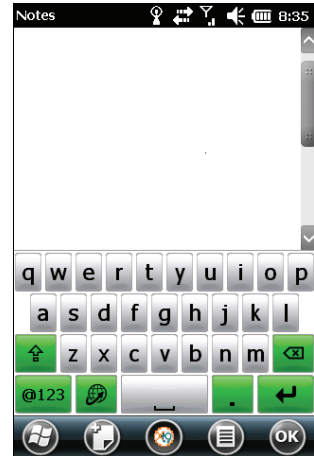 Notes 8:35
q w e r t y u i o p
a s d f g h j k l
z x c v b n m
@123 .
OK